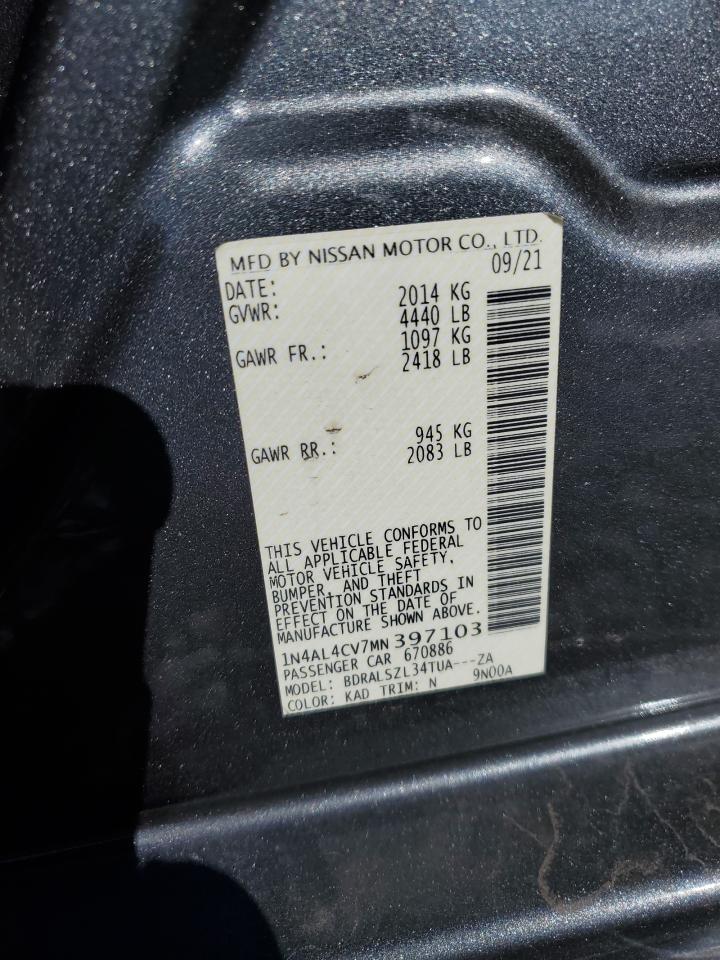 MFD BY NISSAN MOTOR CO., LTD.
DATE: 09/21
GVWR: 2014 KG
4440 LB
GAWR FR.: 1097 KG
2418 LB
GAWR RR.: 945 KG
2083 LB
THIS VEHICLE CONFORMS TO
ALL APPLICABLE FEDERAL
MOTOR VEHICLE SAFETY,
BUMPER, AND THEFT
PREVENTION STANDARDS IN
EFFECT ON THE DATE OF
MANUFACTURE SHOWN ABOVE.
1N4AL4CV7MN397103
PASSENGER CAR 670886
MODEL: BDRALSZL34TUA---ZA
COLOR: KAD TRIM: N 9N00A